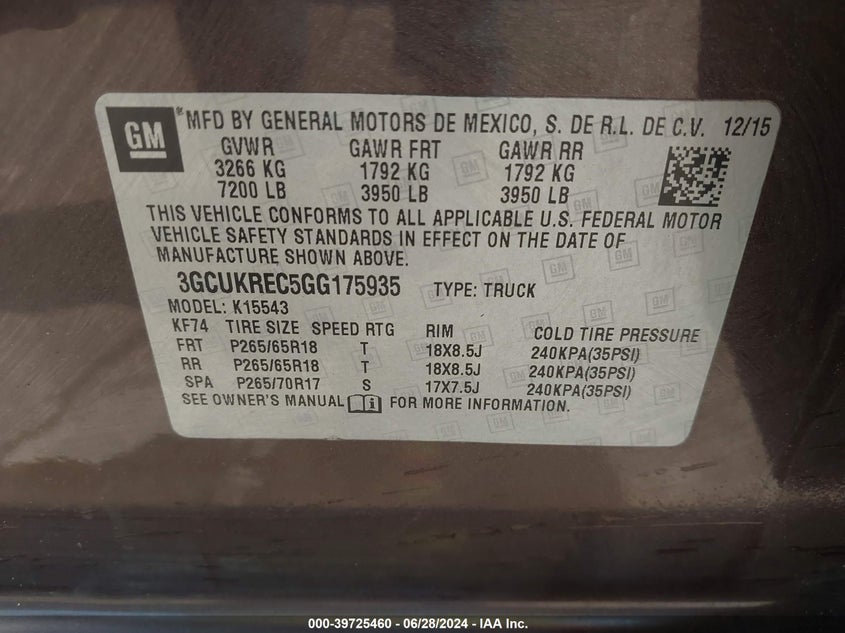 GM
*MFD BY GENERAL MOTORS DE MEXICO, S. DE R.L. DE C.V. 12/15
GVWR GAWR FRT GAWR RR
3266 KG 1792 KG 1792 KG
7200 LB 3950 LB 3950 LB
THIS VEHICLE CONFORMS TO ALL APPLICABLE U.S. FEDERAL MOTOR
VEHICLE SAFETY STANDARDS IN EFFECT ON THE DATE OF
MANUFACTURE SHOWN ABOVE.
3GCUKREC5GG175935 TYPE: TRUCK
MODEL: K15543
KF74 TIRE SIZE SPEED RTG RIM COLD TIRE PRESSURE
FRT P265/65R18 T 18X8.5J 240KPA(35PSI)
RR P265/65R18 T 18X8.5J 240KPA(35PSI)
SPA P265/70R17 S 17X7.5J 240KPA(35PSI)
SEE OWNER'S MANUAL FOR MORE INFORMATION.
000-39725460 - 06/28/2024 - IAA Inc.